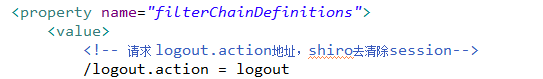 <property name="filterChainDefinitions">
<value>
<!-- 请求 logout.action地址，shiro去清除session-->
/logout.action = logout